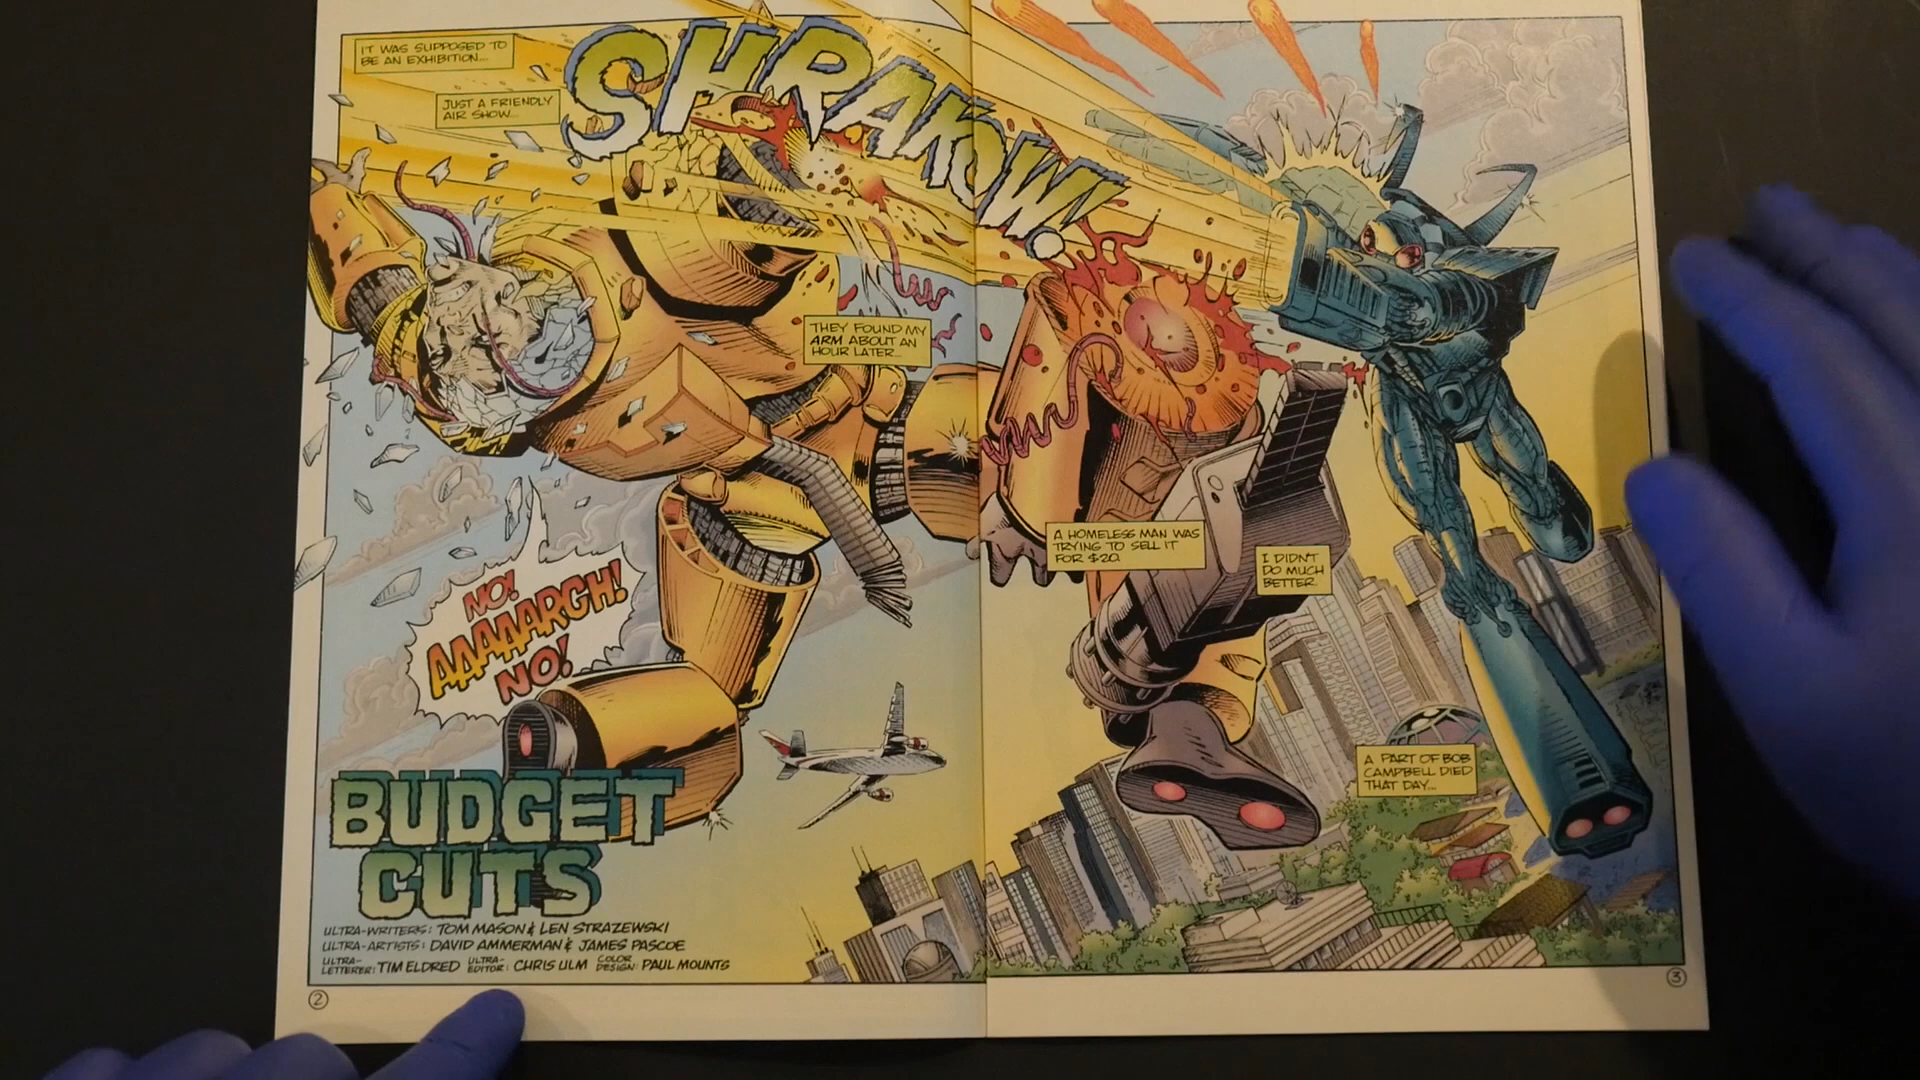 IT WAS SUPPOSED TO
BE AN EXHIBITION...
JUST A FRIENDLY
AIR SHOW...
SHRAKOW!
THEY FOUND MY
ARM ABOUT AN
HOUR LATER...
A HOMELESS MAN WAS
TRYING TO SELL IT
FOR $20.
I DIDN'T
DO MUCH
BETTER.
NO!
AAAAARGH!
NO!
A PART OF BOB
CAMPBELL DIED
THAT DAY...
BUDGET
CUTS
ULTRA-WRITERS: TOM MASON & LEN STRAZEWSKI
ULTRA-ARTISTS: DAVID AMMERMAN & JAMES PASCOE
ULTRA-LETTERER: TIM ELDRED ULTRA-EDITOR: CHRIS ULM COLOR DESIGN: PAUL MOUNTS
2
3